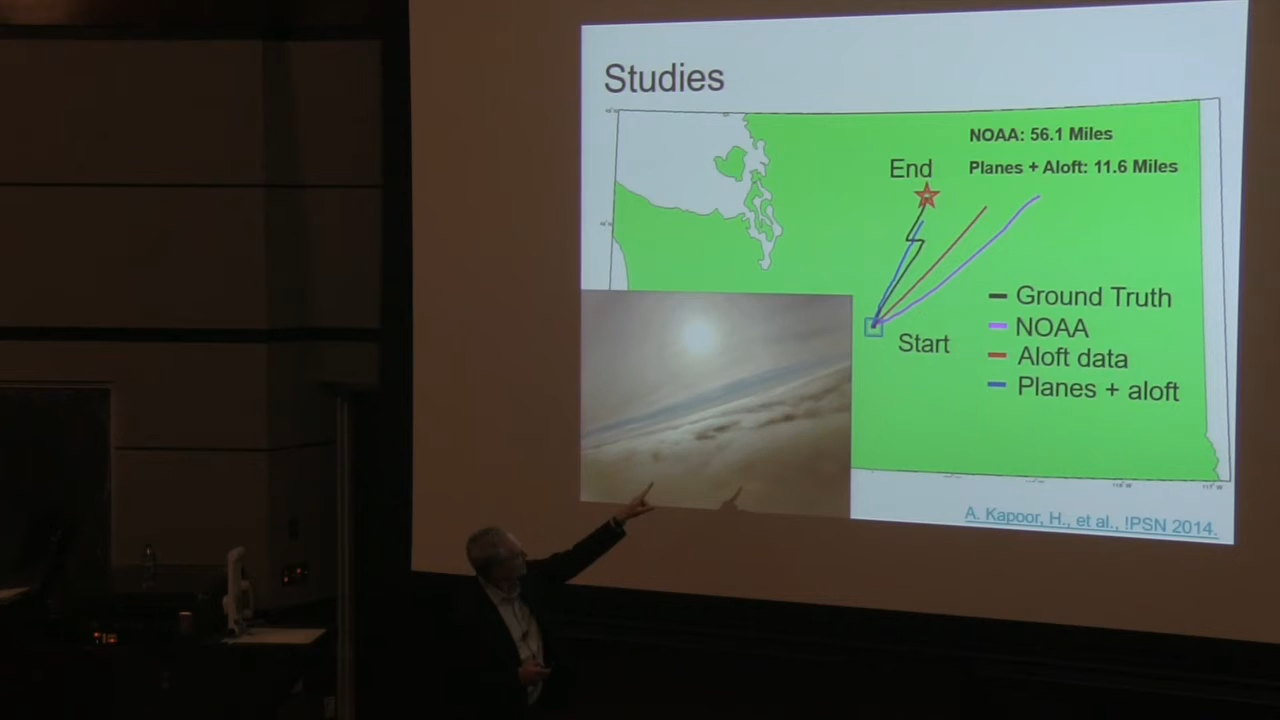 Studies
NOAA: 56.1 Miles
End
Planes + Aloft: 11.6 Miles
Ground Truth
NOAA
Start
Aloft data
Planes + aloft
A. Kapoor, H., et al., !PSN 2014.